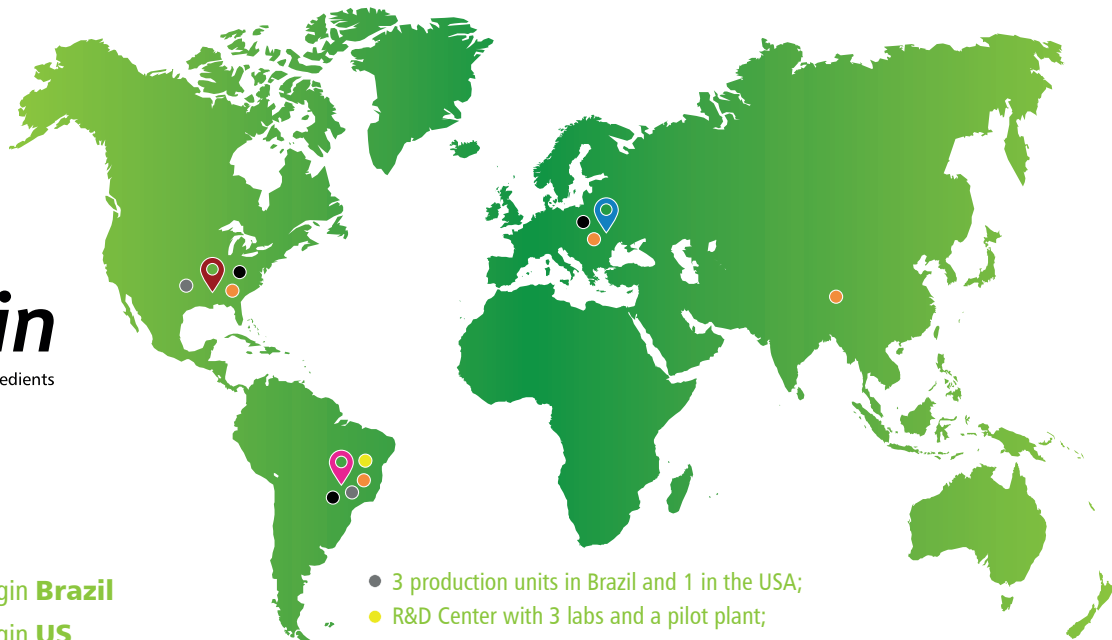 in
edients
gin Brazil
gin US
3 production units in Brazil and 1 in the USA;
R&D Center with 3 labs and a pilot plant;